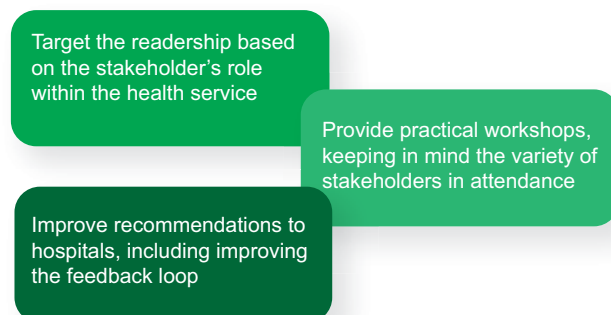 Target the readership based
on the stakeholder’s role
within the health service
Provide practical workshops,
keeping in mind the variety of
stakeholders in attendance
Improve recommendations to
hospitals, including improving
the feedback loop